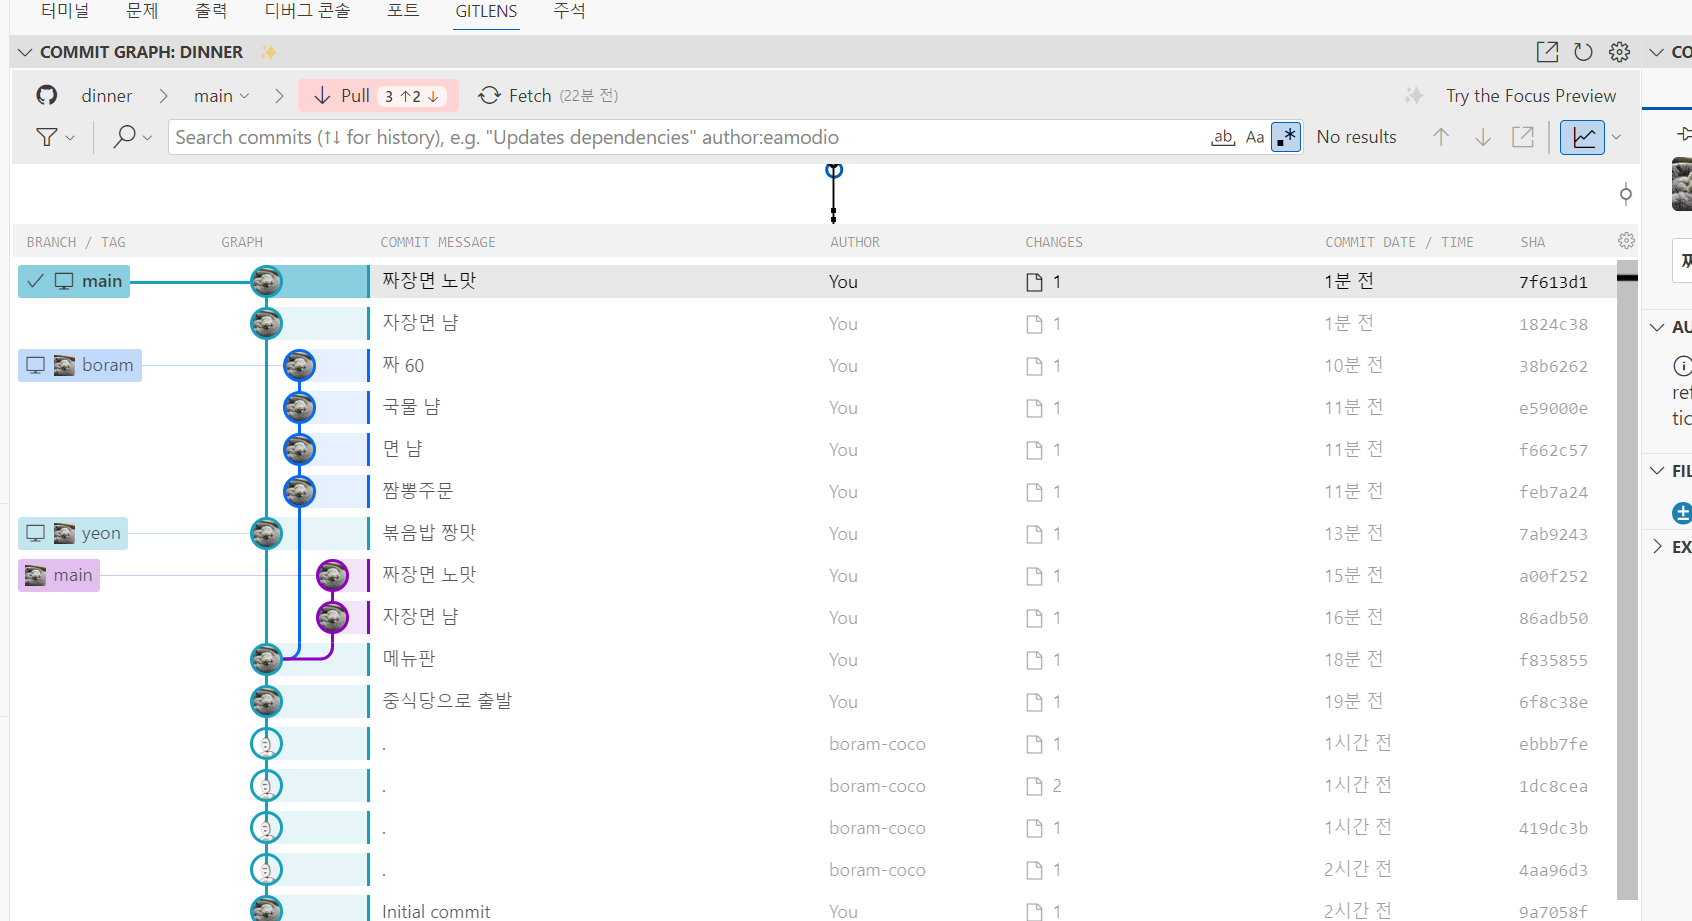 터미널 문제 출력 디버그 콘솔 포트 GITLENS 주석
COMMIT GRAPH: DINNER
dinner main Pull 3 ↑2 ↓ Fetch (22분 전) Try the Focus Preview
Search commits (↑↓ for history), e.g. "Updates dependencies" author:eamodio ab Aa .* No results
BRANCH / TAG GRAPH COMMIT MESSAGE AUTHOR CHANGES COMMIT DATE / TIME SHA
main 짜장면 노맛 You 1 1분 전 7f613d1
자장면 냠 You 1 1분 전 1824c38
boram 짜 60 You 1 10분 전 38b6262
국물 냠 You 1 11분 전 e59000e
면 냠 You 1 11분 전 f662c57
짬뽕주문 You 1 11분 전 feb7a24
yeon 볶음밥 짱맛 You 1 13분 전 7ab9243
main 짜장면 노맛 You 1 15분 전 a00f252
자장면 냠 You 1 16분 전 86adb50
메뉴판 You 1 18분 전 f835855
중식당으로 출발 You 1 19분 전 6f8c38e
. boram-coco 1 1시간 전 ebbb7fe
. boram-coco 2 1시간 전 1dc8cea
. boram-coco 1 1시간 전 419dc3b
. boram-coco 1 2시간 전 4aa96d3
Initial commit You 1 2시간 전 9a7058f
CO
AU
ref
tic
FIL
EX